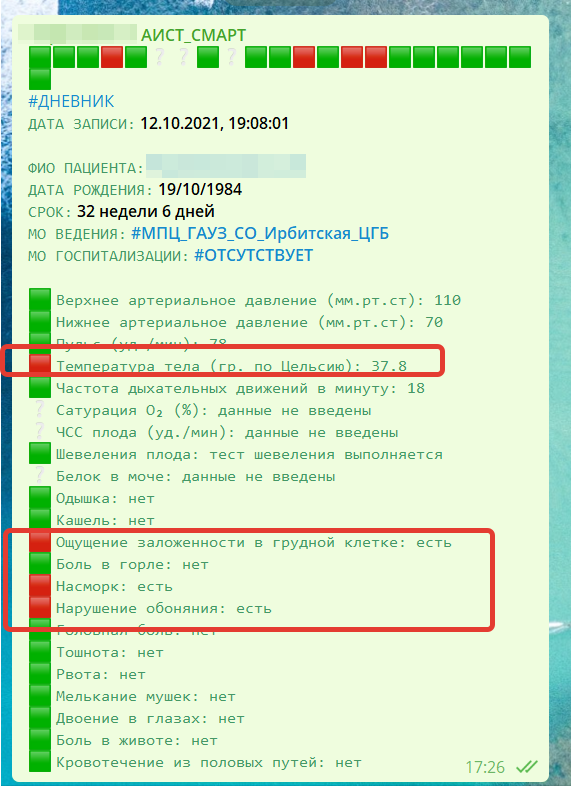 АИСТ_СМАРТ
#ДНЕВНИК
ДАТА ЗАПИСИ: 12.10.2021, 19:08:01
ФИО ПАЦИЕНТА:
ДАТА РОЖДЕНИЯ: 19/10/1984
СРОК: 32 недели 6 дней
МО ВЕДЕНИЯ: #МПЦ_ГАУЗ_СО_Ирбитская_ЦГБ
МО ГОСПИТАЛИЗАЦИИ: #ОТСУТСТВУЕТ
Верхнее артериальное давление (мм.рт.ст): 110
Нижнее артериальное давление (мм.рт.ст): 70
Пульс (уд./мин): 78
Температура тела (гр. по Цельсию): 37.8
Частота дыхательных движений в минуту: 18
Сатурация O₂ (%): данные не введены
ЧСС плода (уд./мин): данные не введены
Шевеления плода: тест шевеления выполняется
Белок в моче: данные не введены
Одышка: нет
Кашель: нет
Ощущение заложенности в грудной клетке: есть
Боль в горле: нет
Насморк: есть
Нарушение обоняния: есть
Головная боль: нет
Тошнота: нет
Рвота: нет
Мелькание мушек: нет
Двоение в глазах: нет
Боль в животе: нет
Кровотечение из половых путей: нет
17:26